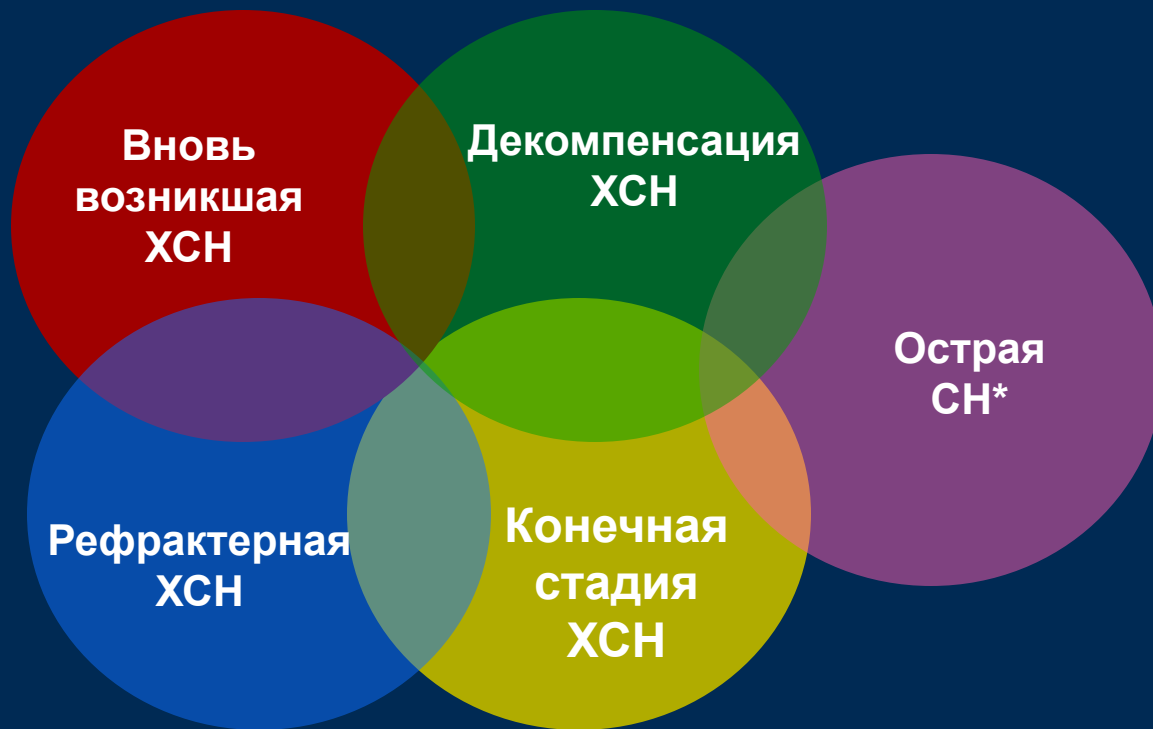 Вновь
возникшая
ХСН
Декомпенсация
ХСН
Острая
СН*
Рефрактерная
ХСН
Конечная
стадия
ХСН